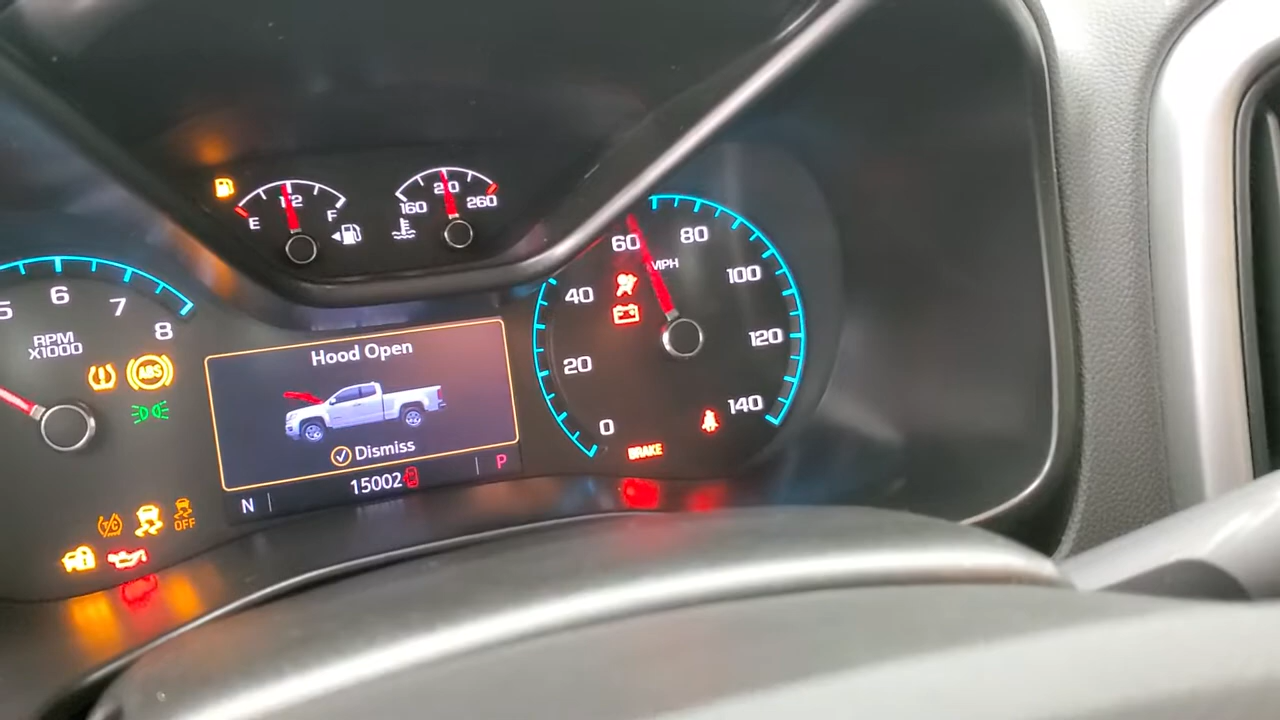 E 1/2 F
160 210 260
5 6 7 8
RPM
X1000
ABS
Hood Open
Dismiss
N
15002
P
T/C
OFF
0 20 40 60 80 100 120 140
MPH
BRAKE